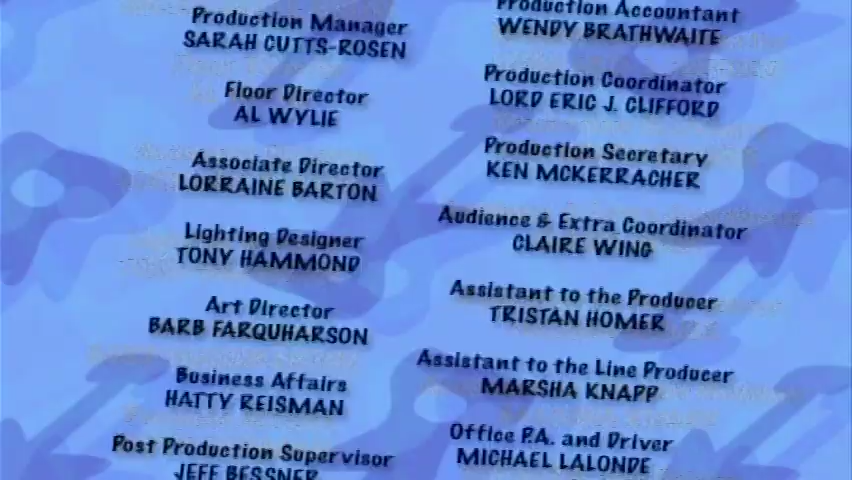 Production Manager
SARAH CUTTS-ROSEN
Floor Director
AL WYLIE
Associate Director
LORRAINE BARTON
Lighting Designer
TONY HAMMOND
Art Director
BARB FARQUHARSON
Business Affairs
HATTY REISMAN
Post Production Supervisor
JEFF BESSNER
Production Accountant
WENDY BRATHWAITE
Production Coordinator
LORD ERIC J. CLIFFORD
Production Secretary
KEN MCKERRACHER
Audience & Extra Coordinator
CLAIRE WING
Assistant to the Producer
TRISTAN HOMER
Assistant to the Line Producer
MARSHA KNAPP
Office P.A. and Driver
MICHAEL LALONDE